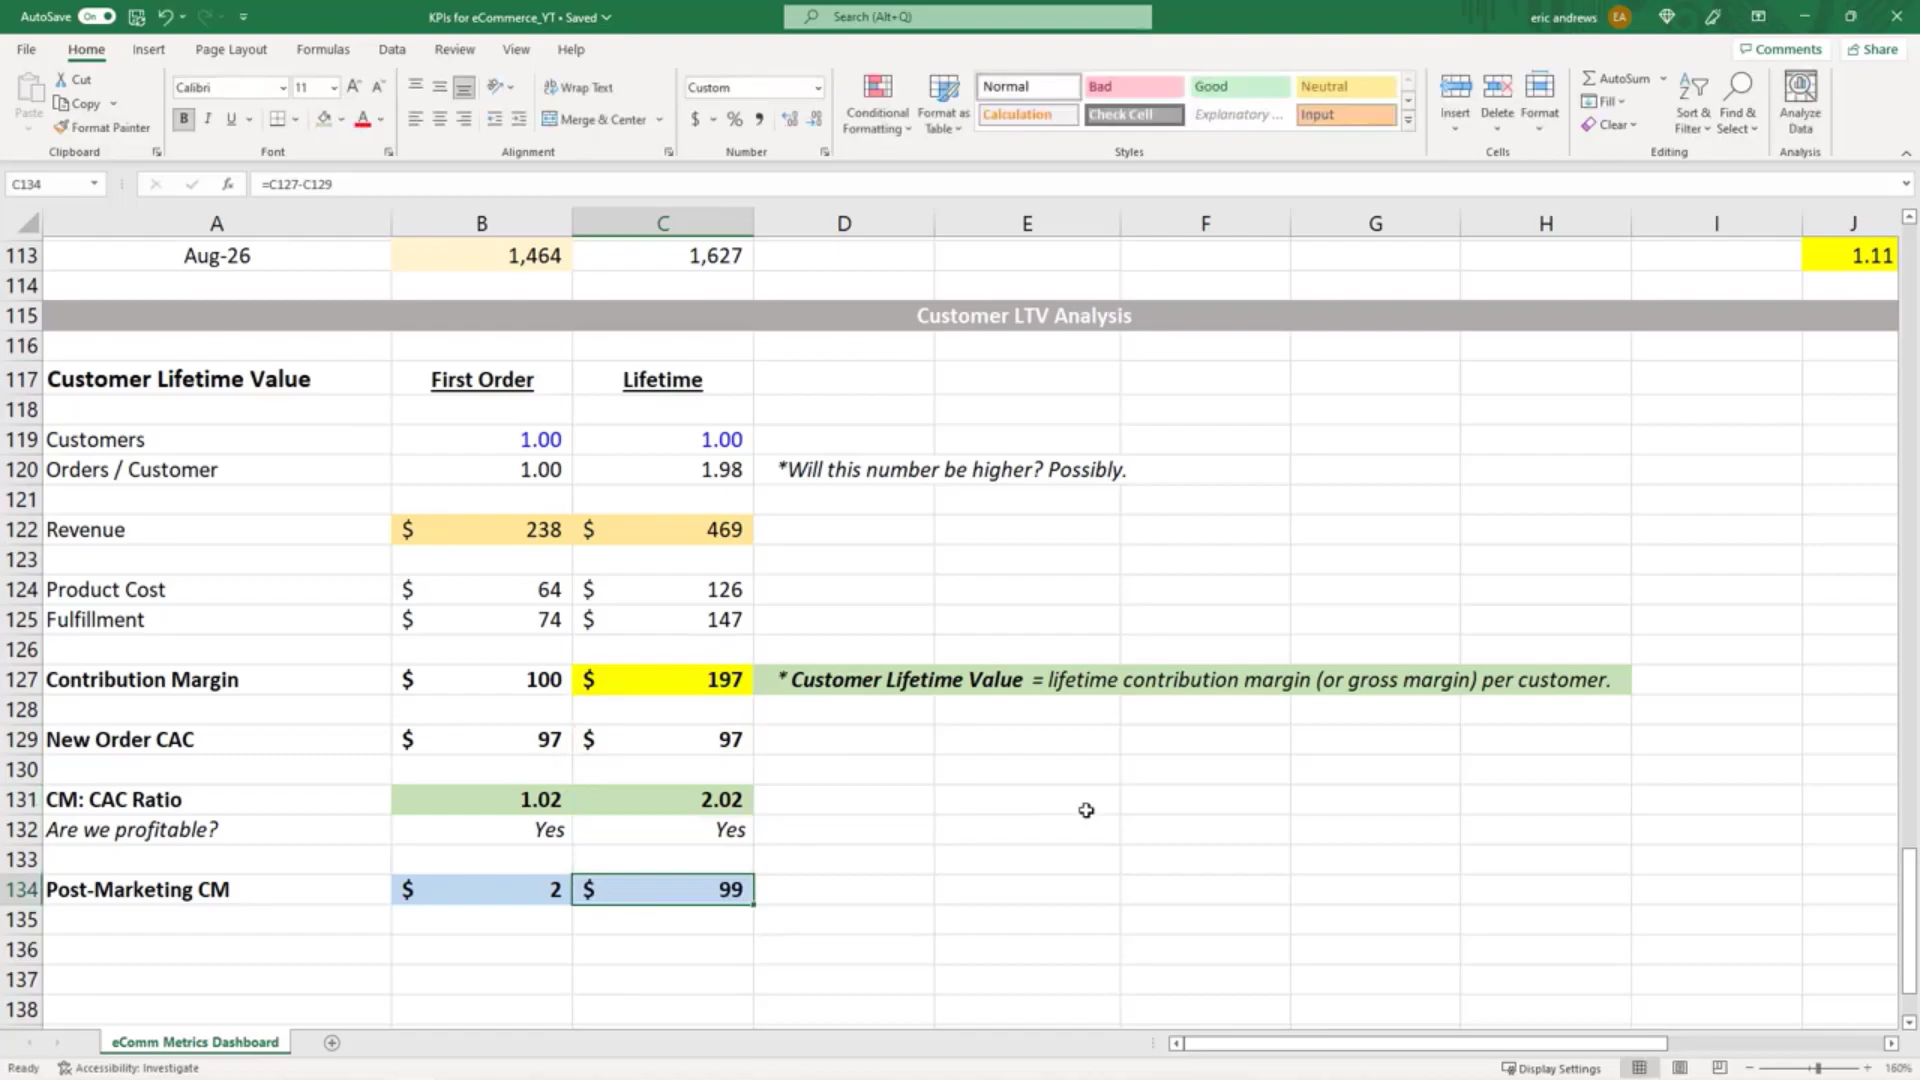 AutoSave On KPIs for eCommerce_YT • Saved Search (Alt+Q) eric andrews EA
File Home Insert Page Layout Formulas Data Review View Help Comments Share
Paste Cut Copy Format Painter Clipboard
Calibri 11 A A B I U A Font
Wrap Text Merge & Center Alignment
Custom $ % Number
Conditional Formatting Format as Table Normal Bad Good Neutral Calculation Check Cell Explanatory ... Input Styles
Insert Delete Format Cells
AutoSum Fill Clear Sort & Filter Find & Select Editing
Analyze Data Analysis
C134 fx =C127-C129
A B C D E F G H I J
113 Aug-26 1,464 1,627 1.11
114
115 Customer LTV Analysis
116
117 Customer Lifetime Value First Order Lifetime
118
119 Customers 1.00 1.00
120 Orders / Customer 1.00 1.98 *Will this number be higher? Possibly.
121
122 Revenue $ 238 $ 469
123
124 Product Cost $ 64 $ 126
125 Fulfillment $ 74 $ 147
126
127 Contribution Margin $ 100 $ 197 * Customer Lifetime Value = lifetime contribution margin (or gross margin) per customer.
128
129 New Order CAC $ 97 $ 97
130
131 CM: CAC Ratio 1.02 2.02
132 Are we profitable? Yes Yes
133
134 Post-Marketing CM $ 2 $ 99
135
136
137
138
eComm Metrics Dashboard
Ready Accessibility: Investigate Display Settings 160%